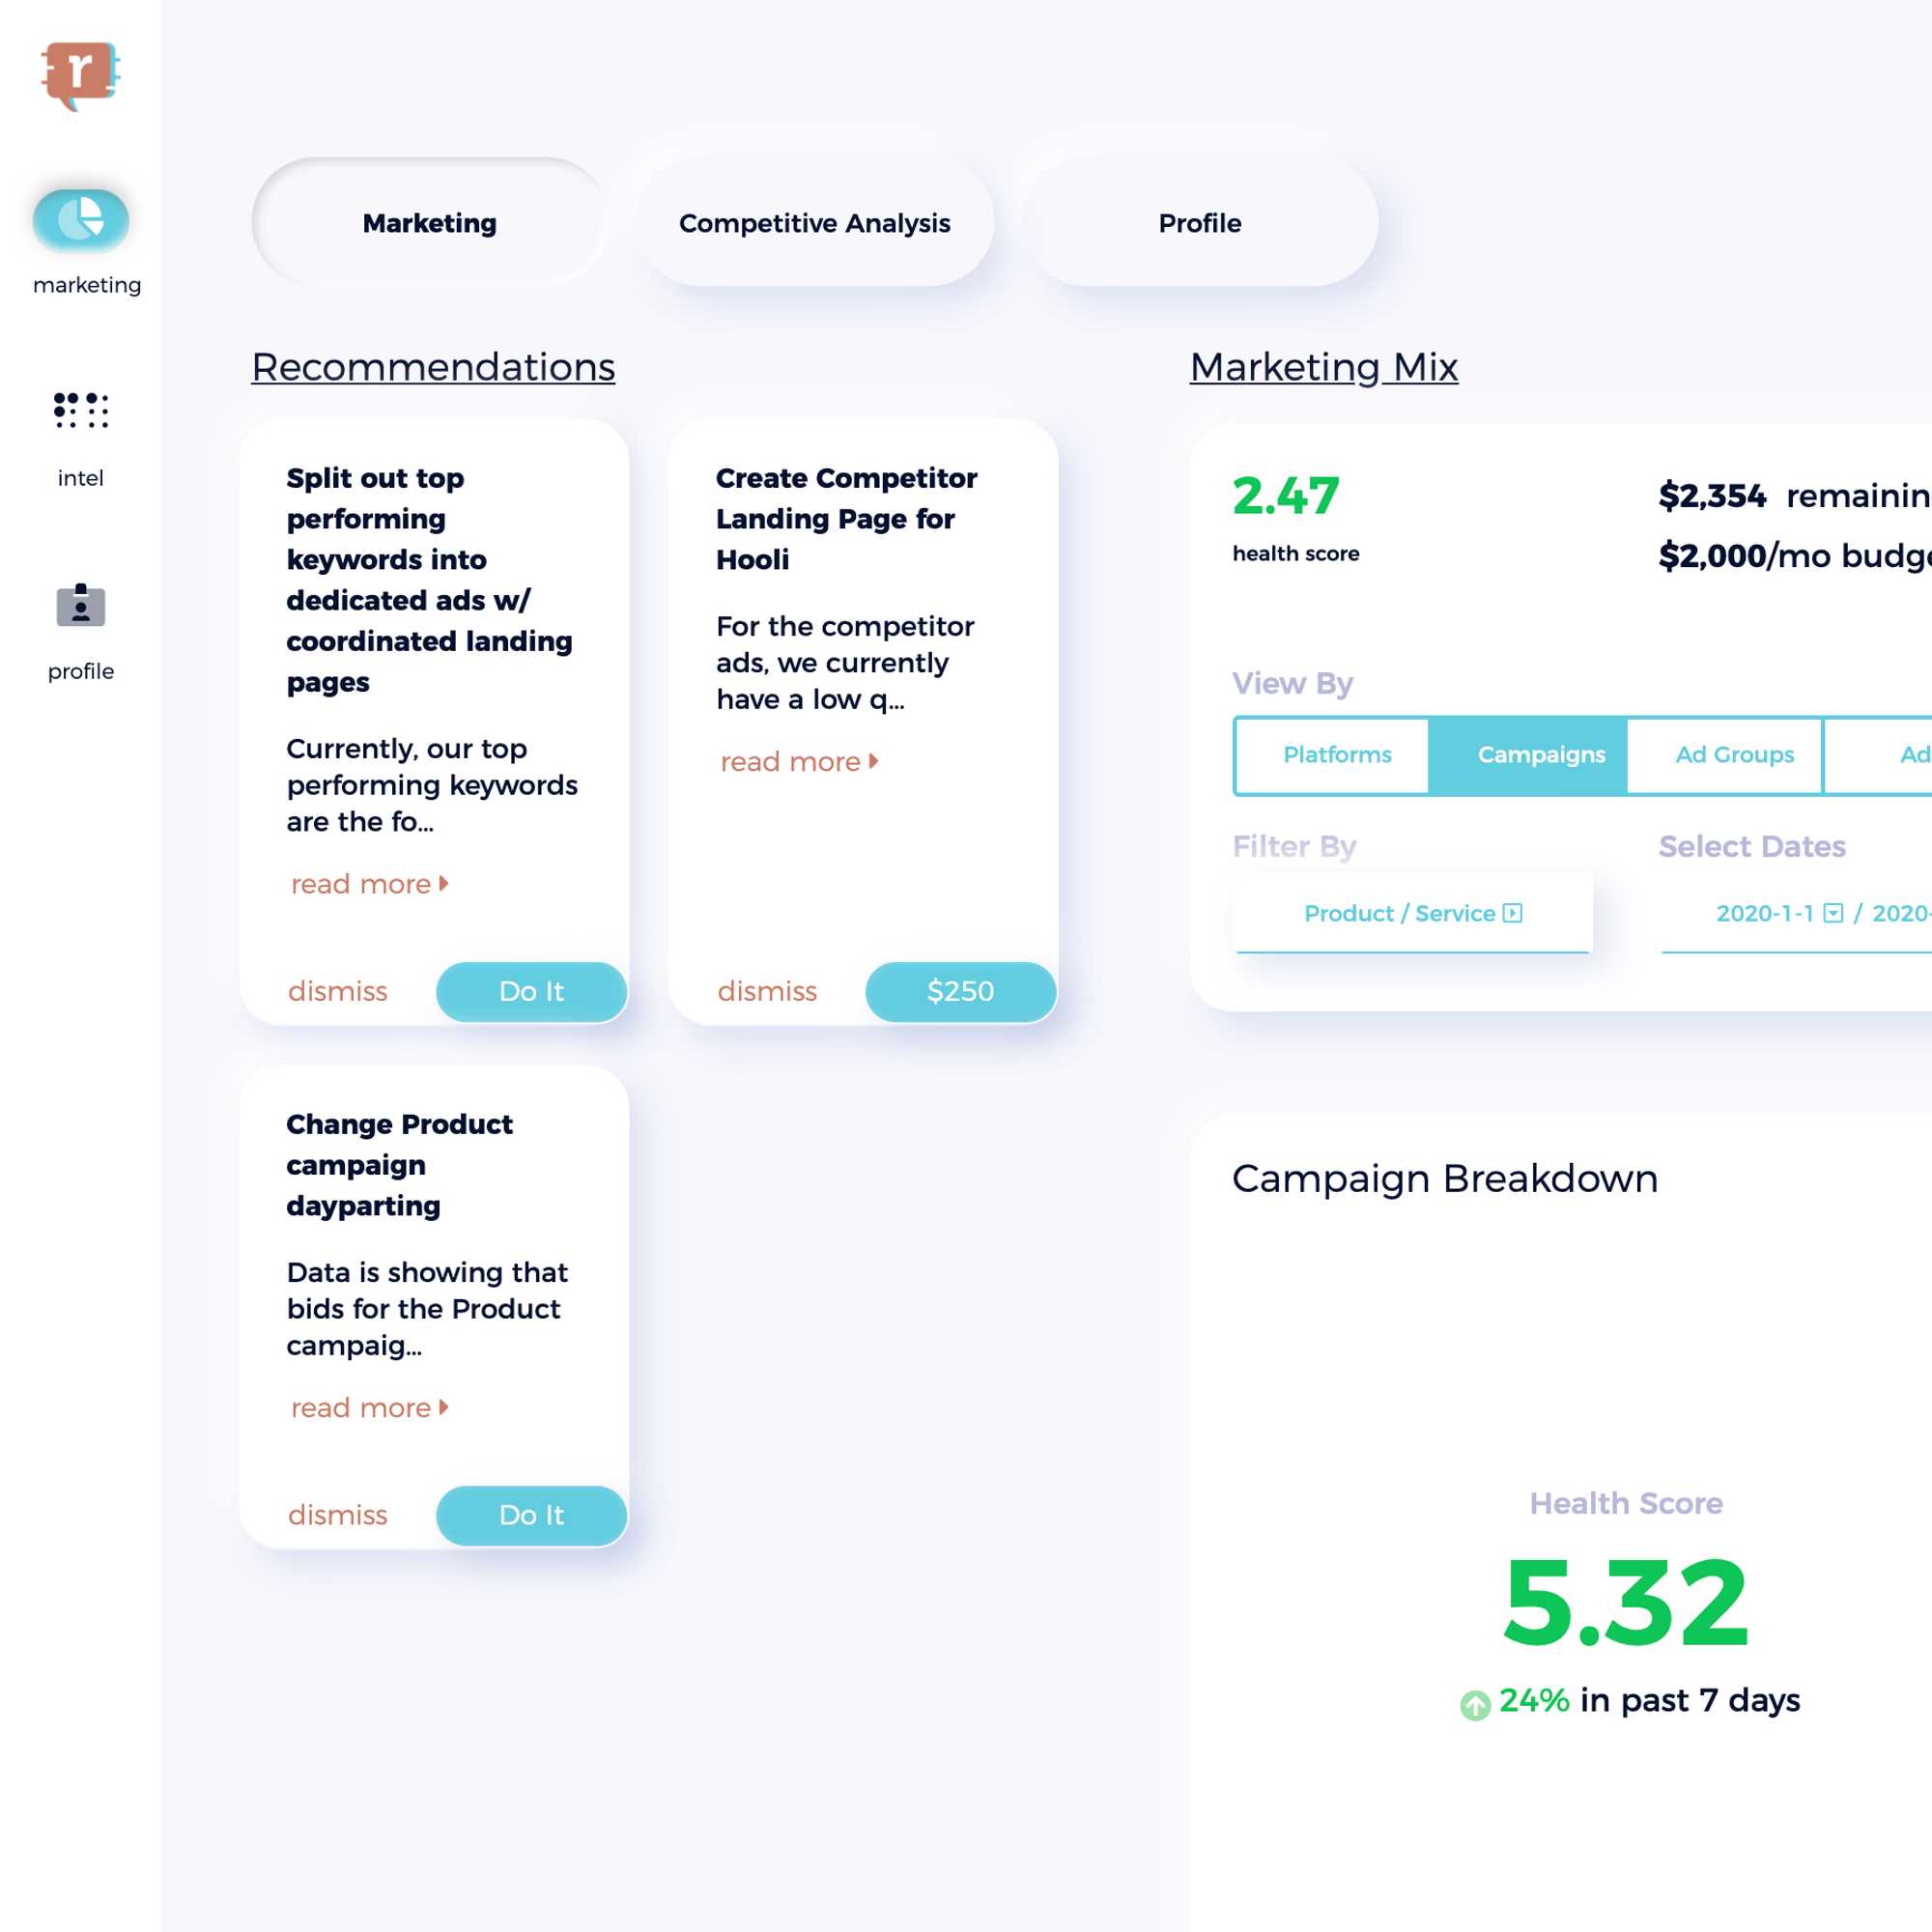 r
marketing
intel
profile
Marketing
Competitive Analysis
Profile
Recommendations
Split out top
performing
keywords into
dedicated ads w/
coordinated landing
pages
Currently, our top
performing keywords
are the fo...
read more
dismiss
Do It
Create Competitor
Landing Page for
Hooli
For the competitor
ads, we currently
have a low q...
read more
dismiss
$250
Change Product
campaign
dayparting
Data is showing that
bids for the Product
campaig...
read more
dismiss
Do It
Marketing Mix
2.47
health score
$2,354 remainin
$2,000/mo budge
View By
Platforms
Campaigns
Ad Groups
Ad
Filter By
Product / Service
Select Dates
2020-1-1 / 2020-
Campaign Breakdown
Health Score
5.32
24% in past 7 days